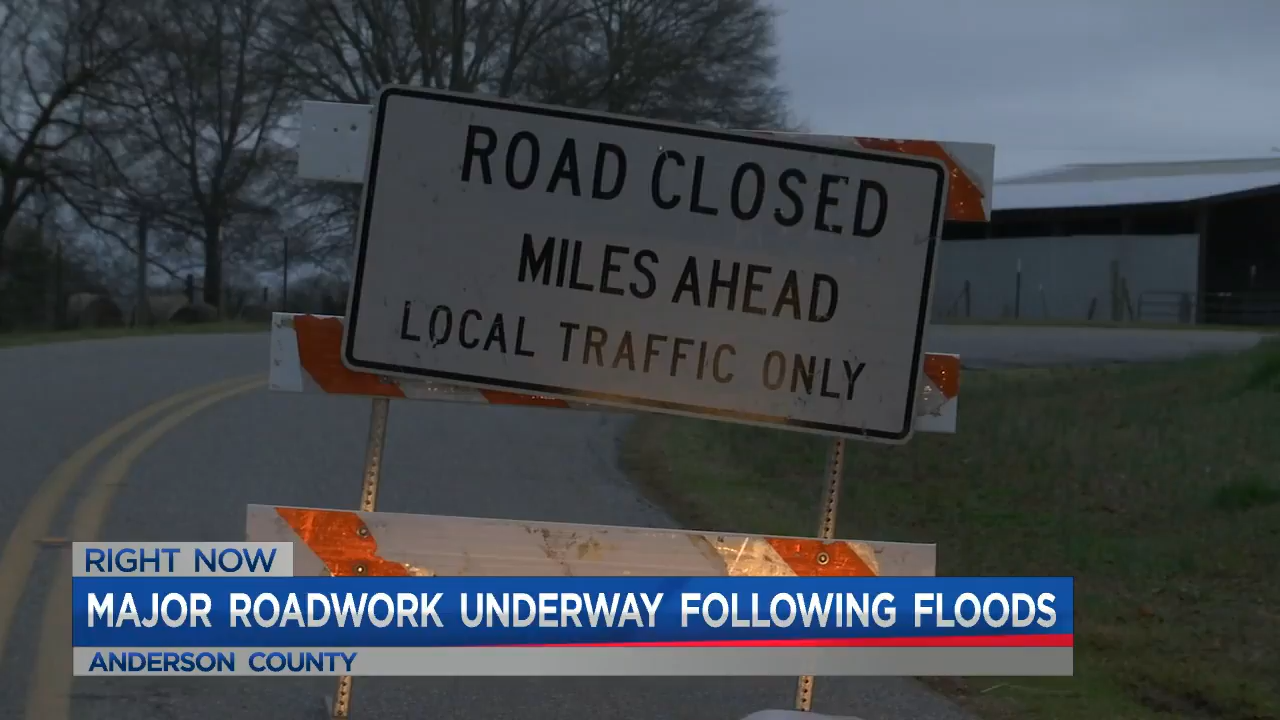 ROAD CLOSED
MILES AHEAD
LOCAL TRAFFIC ONLY
RIGHT NOW
MAJOR ROADWORK UNDERWAY FOLLOWING FLOODS
ANDERSON COUNTY